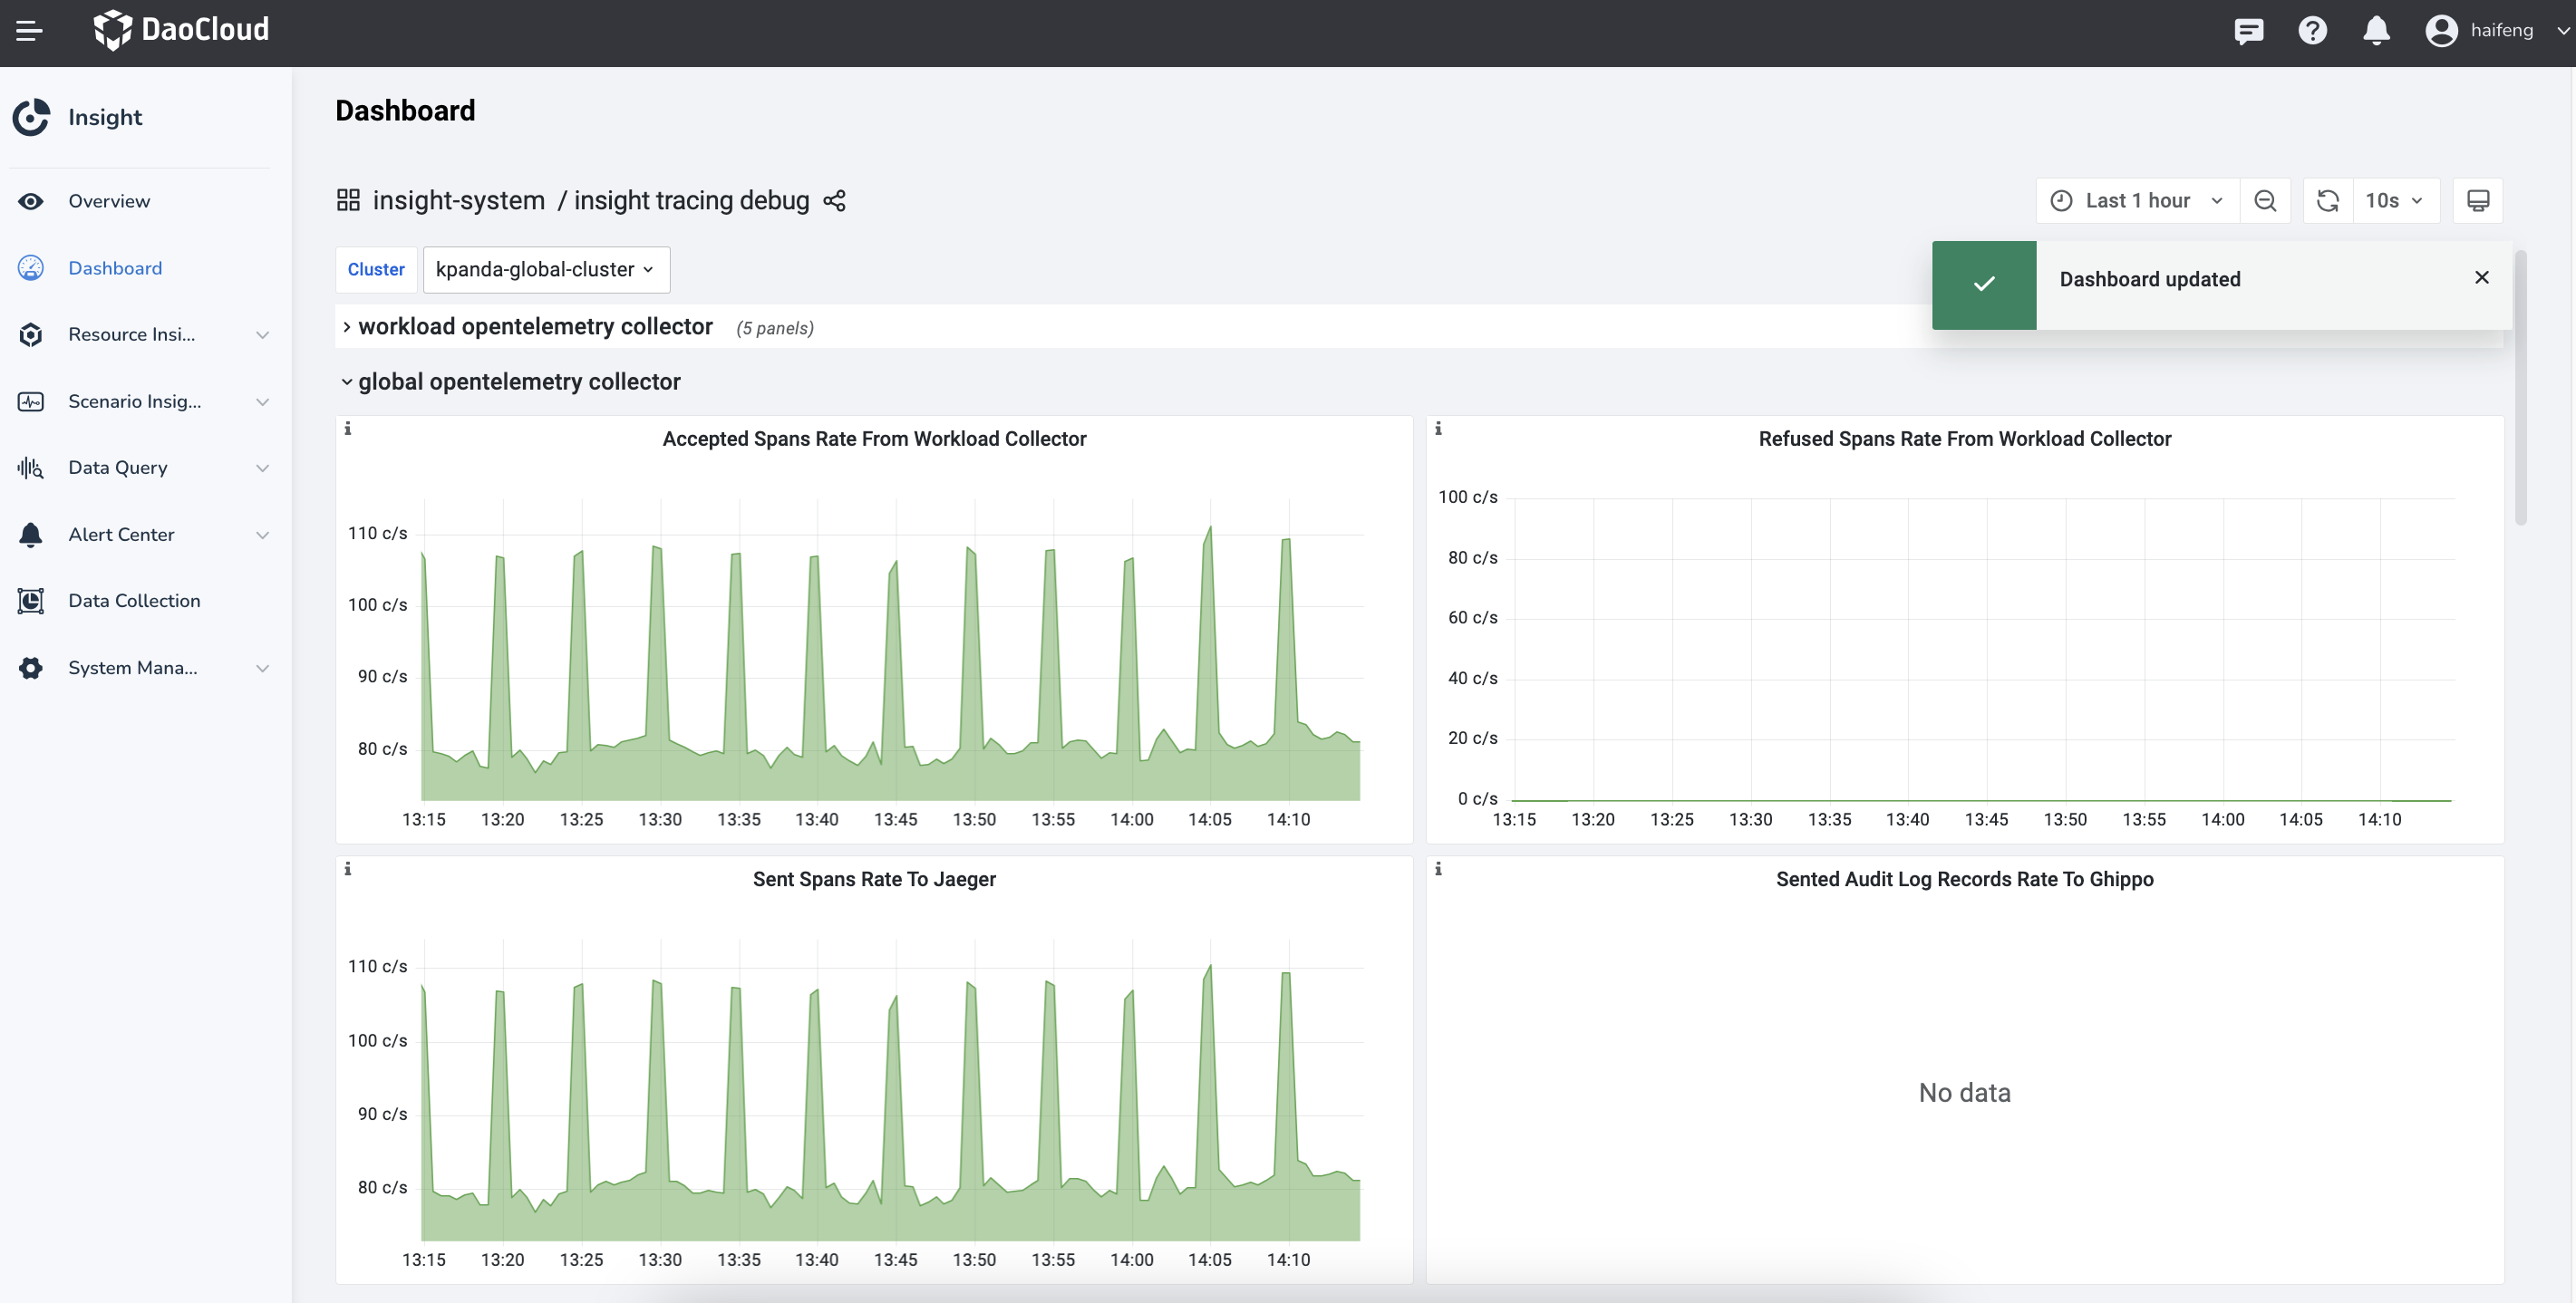 DaoCloud
haifeng
Insight
Overview
Dashboard
Resource Insi...
Scenario Insig...
Data Query
Alert Center
Data Collection
System Mana...
Dashboard
insight-system / insight tracing debug
Last 1 hour
10s
Cluster
kpanda-global-cluster
Dashboard updated
workload opentelemetry collector (5 panels)
global opentelemetry collector
Accepted Spans Rate From Workload Collector
110 c/s
100 c/s
90 c/s
80 c/s
13:15 13:20 13:25 13:30 13:35 13:40 13:45 13:50 13:55 14:00 14:05 14:10
Refused Spans Rate From Workload Collector
100 c/s
80 c/s
60 c/s
40 c/s
20 c/s
0 c/s
13:15 13:20 13:25 13:30 13:35 13:40 13:45 13:50 13:55 14:00 14:05 14:10
Sent Spans Rate To Jaeger
110 c/s
100 c/s
90 c/s
80 c/s
13:15 13:20 13:25 13:30 13:35 13:40 13:45 13:50 13:55 14:00 14:05 14:10
Sented Audit Log Records Rate To Ghippo
No data